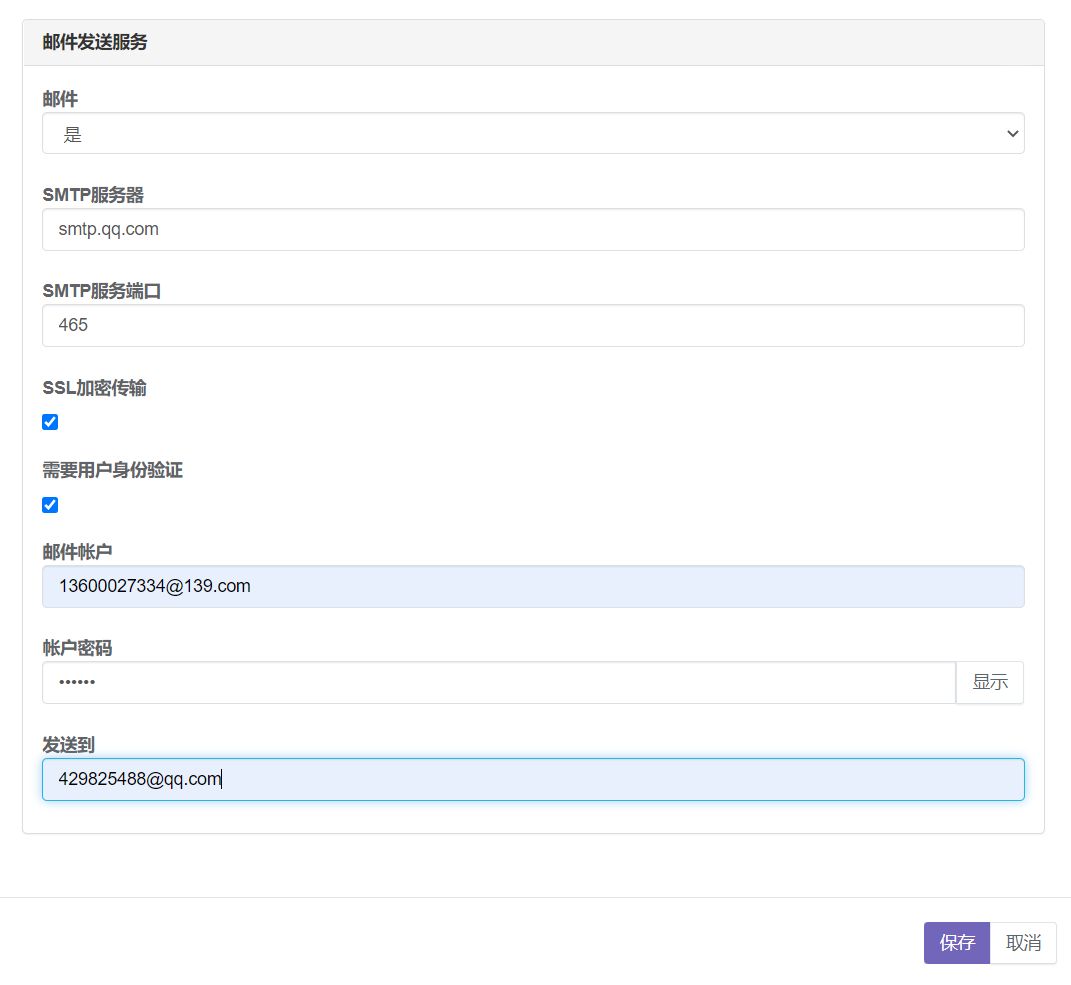 邮件发送服务
邮件
是
SMTP服务器
smtp.qq.com
SMTP服务端口
465
SSL加密传输
需要用户身份验证
邮件帐户
13600027334@139.com
帐户密码
••••••
显示
发送到
429825488@qq.com
保存
取消